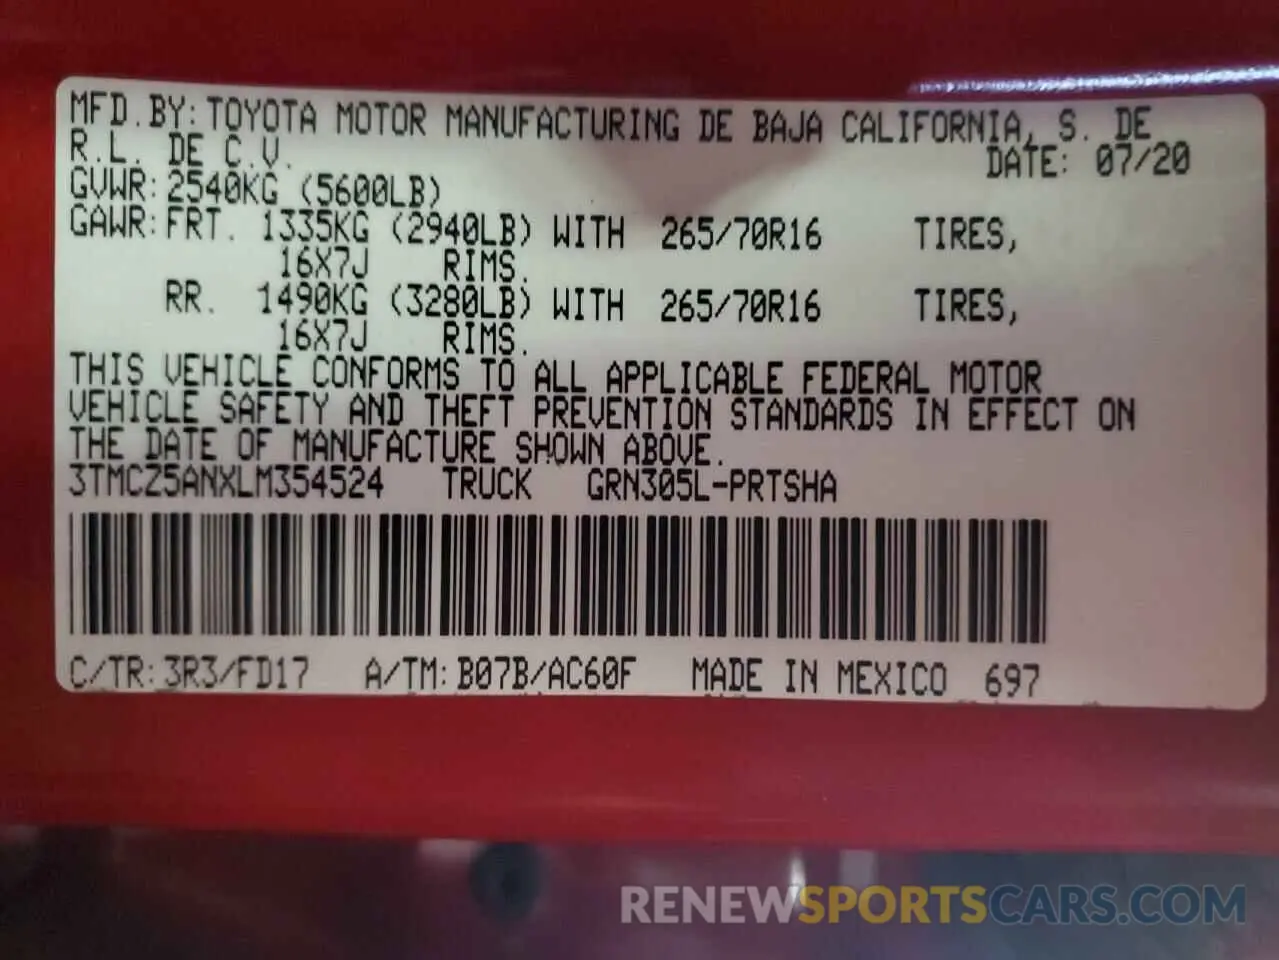 MFD.BY:TOYOTA MOTOR MANUFACTURING DE BAJA CALIFORNIA, S. DE
R.L. DE C.V.
DATE: 07/20
GVWR:2540KG (5600LB)
GAWR:FRT. 1335KG (2940LB) WITH 265/70R16 TIRES,
16X7J RIMS.
RR. 1490KG (3280LB) WITH 265/70R16 TIRES,
16X7J RIMS.
THIS VEHICLE CONFORMS TO ALL APPLICABLE FEDERAL MOTOR
VEHICLE SAFETY AND THEFT PREVENTION STANDARDS IN EFFECT ON
THE DATE OF MANUFACTURE SHOWN ABOVE.
3TMCZ5ANXLM354524 TRUCK GRN305L-PRTSHA
C/TR:3R3/FD17 A/TM:B07B/AC60F MADE IN MEXICO 697
RENEWSPORTSCARS.COM